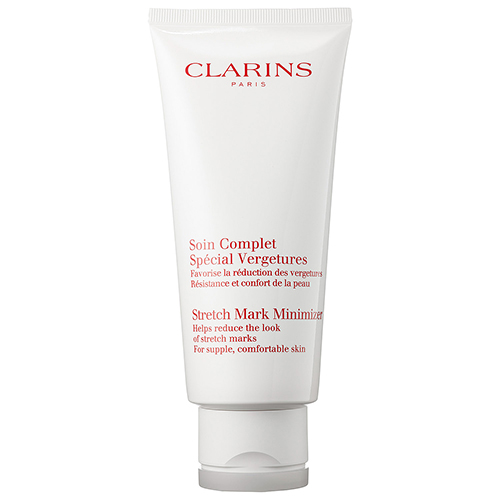 CLARINS
PARIS
Soin Complet
Spécial Vergetures
Favorise la réduction des vergetures
Résistance et confort de la peau
Stretch Mark Minimizer
Helps reduce the look
of stretch marks
For supple, comfortable skin